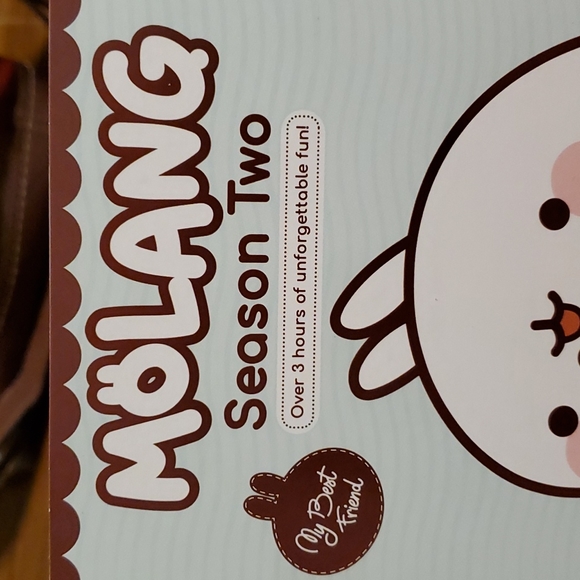 MOLANG
Season Two
Over 3 hours of unforgettable fun!
My Best
Friend